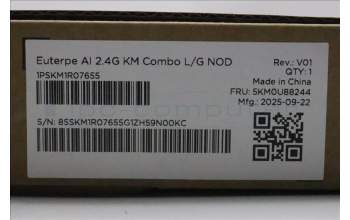 Euterpe AI 2.4G KM Combo L/G NOD
1PSKM1R07655
Rev.: V01
QTY: 1
Made in China
FRU: 5KM0U88244
Mfg.: 2025-09-22
S/N: 8SSKM1R07655G1ZH59N00KC